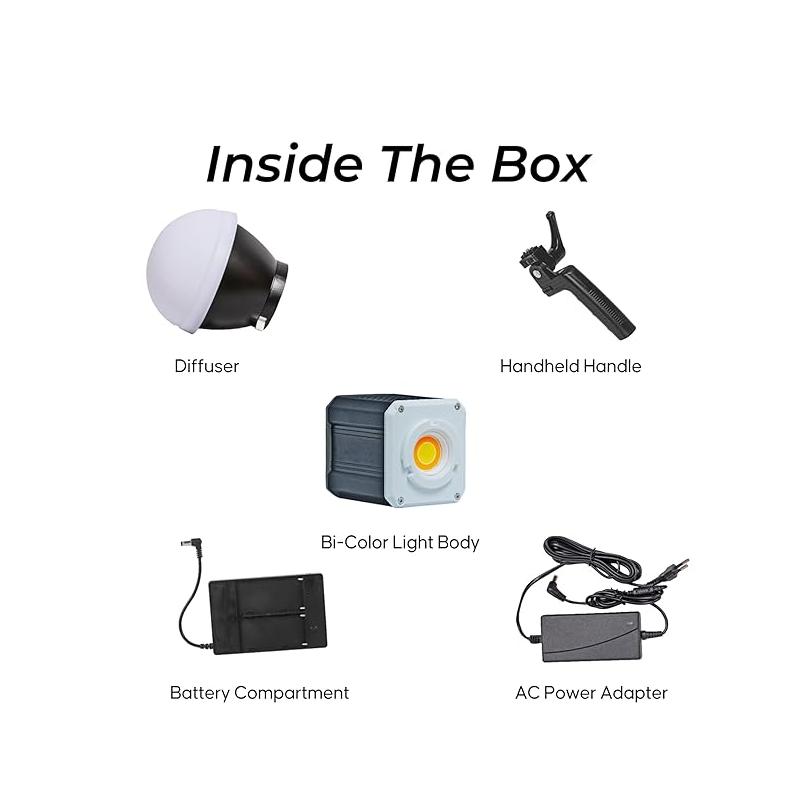 Inside The Box
Diffuser
Handheld Handle
Bi-Color Light Body
Battery Compartment
AC Power Adapter